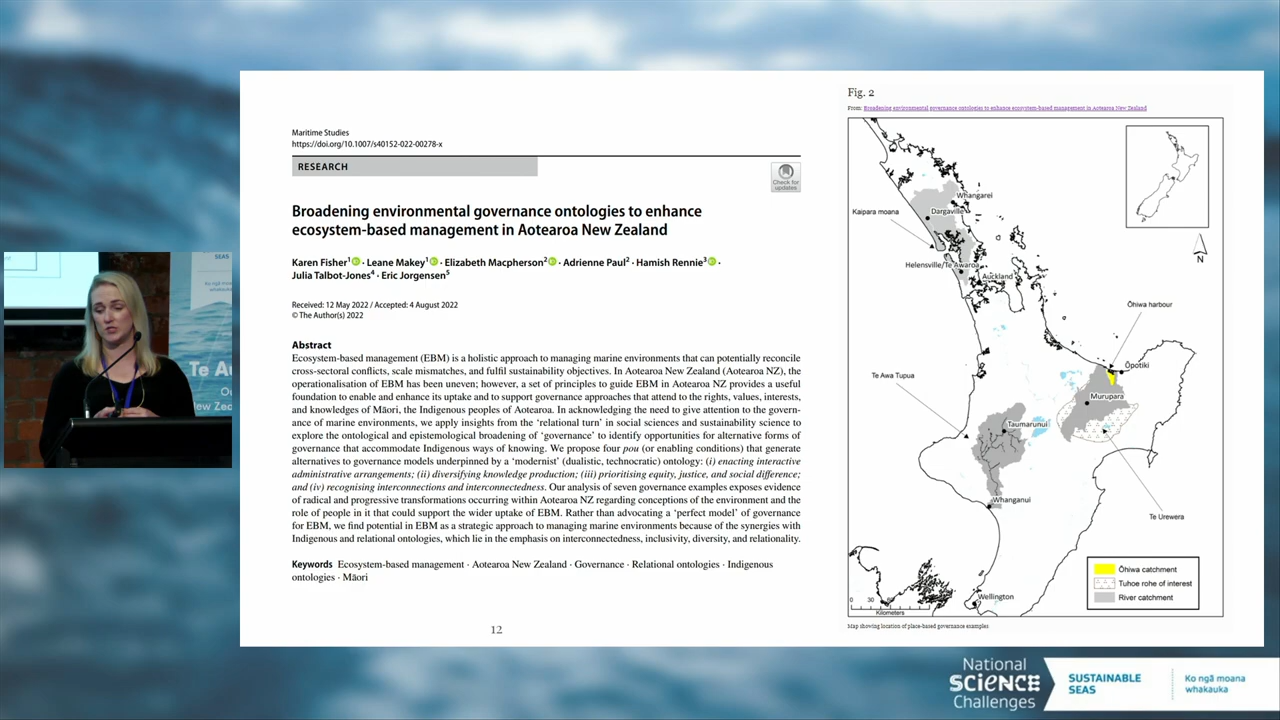 Maritime Studies
https://doi.org/10.1007/s40152-022-00278-x
RESEARCH
Check for
updates
Broadening environmental governance ontologies to enhance
ecosystem-based management in Aotearoa New Zealand
Karen Fisher1 · Leane Makey1 · Elizabeth Macpherson2 · Adrienne Paul2 · Hamish Rennie3 ·
Julia Talbot-Jones4 · Eric Jorgensen5
Received: 12 May 2022 / Accepted: 4 August 2022
© The Author(s) 2022
Abstract
Ecosystem-based management (EBM) is a holistic approach to managing marine environments that can potentially reconcile
cross-sectoral conflicts, scale mismatches, and fulfil sustainability objectives. In Aotearoa New Zealand (Aotearoa NZ), the
operationalisation of EBM has been uneven; however, a set of principles to guide EBM in Aotearoa NZ provides a useful
foundation to enable and enhance its uptake and to support governance approaches that attend to the rights, values, interests,
and knowledges of Māori, the Indigenous peoples of Aotearoa. In acknowledging the need to give attention to the govern-
ance of marine environments, we apply insights from the 'relational turn' in social sciences and sustainability science to
explore the ontological and epistemological broadening of 'governance' to identify opportunities for alternative forms of
governance that accommodate Indigenous ways of knowing. We propose four pou (or enabling conditions) that generate
alternatives to governance models underpinned by a 'modernist' (dualistic, technocratic) ontology: (i) enacting interactive
administrative arrangements; (ii) diversifying knowledge production; (iii) prioritising equity, justice, and social difference;
and (iv) recognising interconnections and interconnectedness. Our analysis of seven governance examples exposes evidence
of radical and progressive transformations occurring within Aotearoa NZ regarding conceptions of the environment and the
role of people in it that could support the wider uptake of EBM. Rather than advocating a 'perfect model' of governance
for EBM, we find potential in EBM as a strategic approach to managing marine environments because of the synergies with
Indigenous and relational ontologies, which lie in the emphasis on interconnectedness, inclusivity, diversity, and relationality.
Keywords Ecosystem-based management · Aotearoa New Zealand · Governance · Relational ontologies · Indigenous
ontologies · Māori
12
Fig. 2
From: Broadening environmental governance ontologies to enhance ecosystem-based management in Aotearoa New Zealand
Whangarei
Kaipara moana
Dargaville
Helensville/Te Awaroa
Auckland
N
Ōhiwa harbour
Ōpotiki
Te Awa Tupua
Murupara
Taumarunui
Whanganui
Te Urewera
Ōhiwa catchment
Tuhoe rohe of interest
River catchment
Wellington
0 30
Kilometers
Map showing location of place-based governance examples
SEAS
Te A
National
SCIENCE
Challenges
SUSTAINABLE
SEAS
Ko ngā moana
whakauka